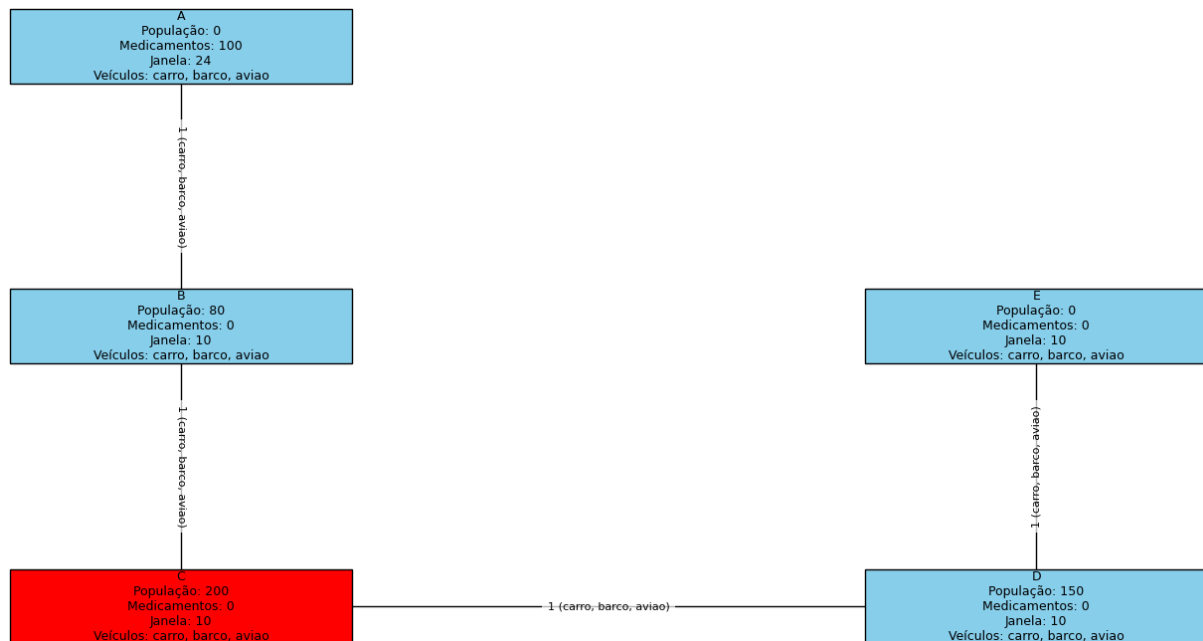 A
População: 0
Medicamentos: 100
Janela: 24
Veículos: carro, barco, aviao
1 (carro, barco, aviao)
B
População: 80
Medicamentos: 0
Janela: 10
Veículos: carro, barco, aviao
E
População: 0
Medicamentos: 0
Janela: 10
Veículos: carro, barco, aviao
1 (carro, barco, aviao)
1 (carro, barco, aviao)
C
População: 200
Medicamentos: 0
Janela: 10
Veículos: carro, barco, aviao
1 (carro, barco, aviao)
D
População: 150
Medicamentos: 0
Janela: 10
Veículos: carro, barco, aviao